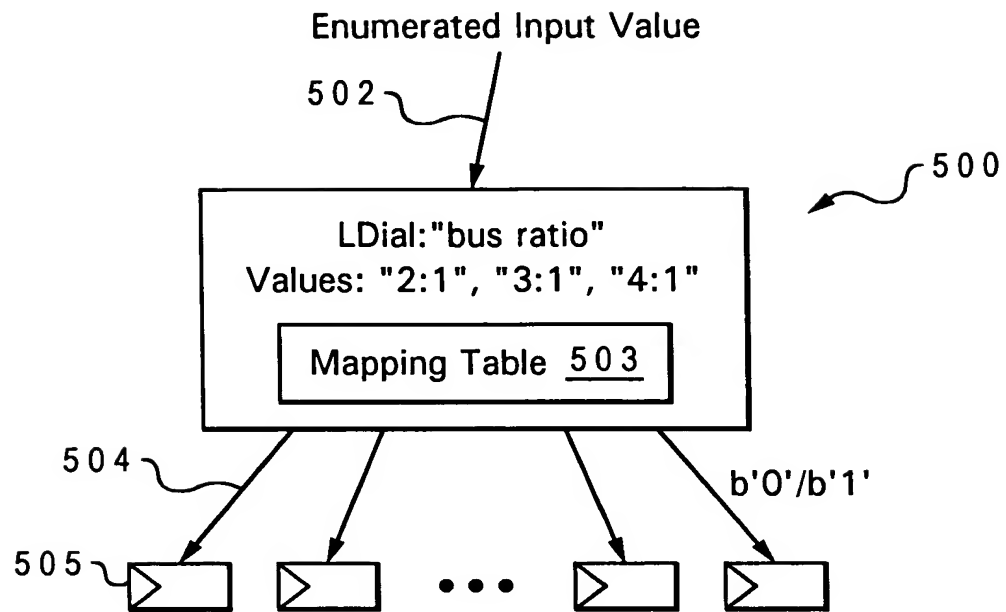 Enumerated Input Value
502
500
LDial:"bus ratio"
Values: "2:1", "3:1", "4:1"
Mapping Table 503
504
b'0'/b'1'
505